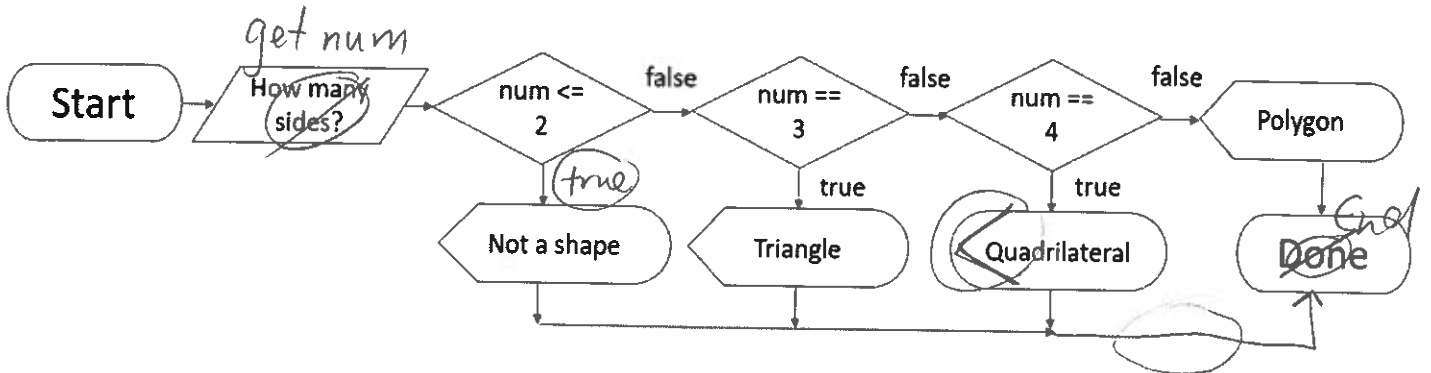 get num
Start
How many
sides?
num <=
2
false
num ==
3
false
num ==
4
false
Polygon
true
true
true
Not a shape
Triangle
Quadrilateral
End
Done